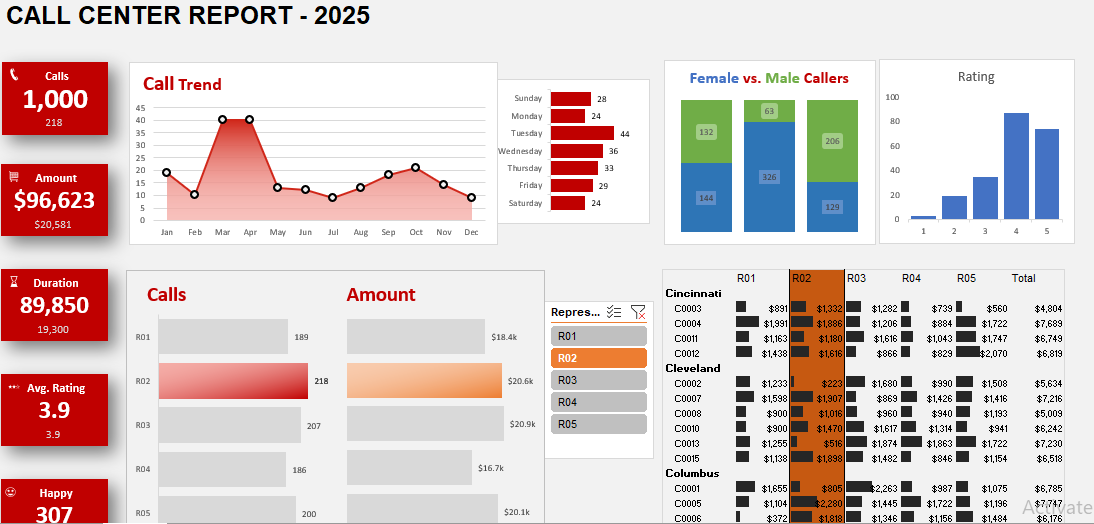 CALL CENTER REPORT - 2025
Calls
1,000
218
Amount
$96,623
$20,581
Duration
89,850
19,300
Avg. Rating
3.9
3.9
Happy
307
Call Trend
45
40
35
30
25
20
15
10
5
0
Jan Feb Mar Apr May Jun Jul Aug Sep Oct Nov Dec
Sunday 28
Monday 24
Tuesday 44
Wednesday 36
Thursday 33
Friday 29
Saturday 24
Female vs. Male Callers
132 63 206
144 326 129
Rating
100
80
60
40
20
0
1 2 3 4 5
Calls
R01 189
R02 218
R03 207
R04 186
R05 200
Amount
$18.4k
$20.6k
$20.9k
$16.7k
$20.1k
Repres...
R01
R02
R03
R04
R05
R01 R02 R03 R04 R05 Total
Cincinnati
C0003 $891 $1,332 $1,282 $739 $560 $4,804
C0004 $1,991 $1,886 $1,206 $884 $1,722 $7,689
C0011 $1,163 $1,180 $1,616 $1,043 $1,747 $6,749
C0012 $1,438 $1,616 $866 $829 $2,070 $6,819
Cleveland
C0002 $1,233 $223 $1,680 $990 $1,508 $5,634
C0007 $1,598 $1,907 $869 $1,426 $1,416 $7,216
C0008 $900 $1,016 $960 $940 $1,193 $5,009
C0010 $900 $1,470 $1,617 $1,314 $941 $6,242
C0013 $1,255 $516 $1,874 $1,863 $1,722 $7,230
C0015 $1,138 $1,898 $1,482 $846 $1,154 $6,518
Columbus
C0001 $1,655 $805 $2,263 $987 $1,075 $6,785
C0005 $1,104 $2,280 $1,445 $1,722 $1,196 $7,747
C0006 $372 $1,818 $1,346 $1,156 $1,484 $6,176
Activate